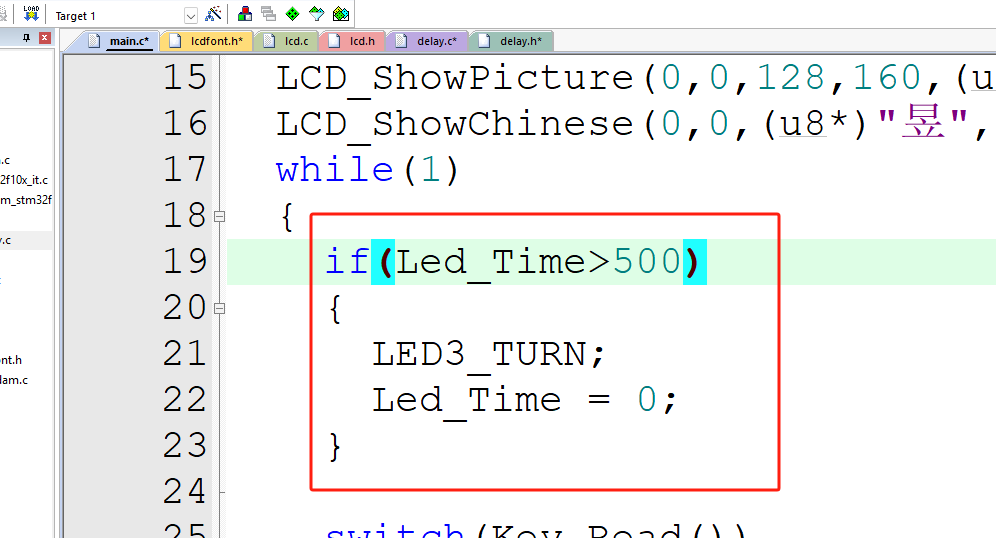 LOAD
Target 1
main.c* lcdfont.h* lcd.c lcd.h delay.c* delay.h*
15 LCD_ShowPicture(0,0,128,160,(u
16 LCD_ShowChinese(0,0,(u8*)"昱",
17 while(1)
18 {
19 if(Led_Time>500)
20 {
21 LED3_TURN;
22 Led_Time = 0;
23 }
24
25 switch(Key_Read())
.c
2f10x_it.c
m_stm32f
.c
nt.h
lam.c